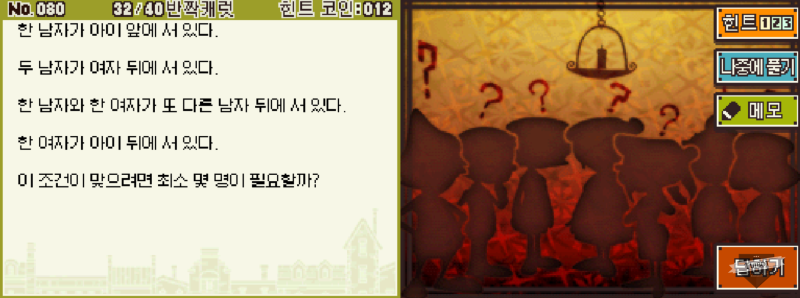 No.080 32/40 반짝캐럿 힌트 코인:012
한 남자가 아이 앞에 서 있다.
두 남자가 여자 뒤에 서 있다.
한 남자와 한 여자가 또 다른 남자 뒤에 서 있다.
한 여자가 아이 뒤에 서 있다.
이 조건이 맞으려면 최소 몇 명이 필요할까?
힌트 1 2 3
나중에 풀기
메모
? ? ? ? ?
답하기